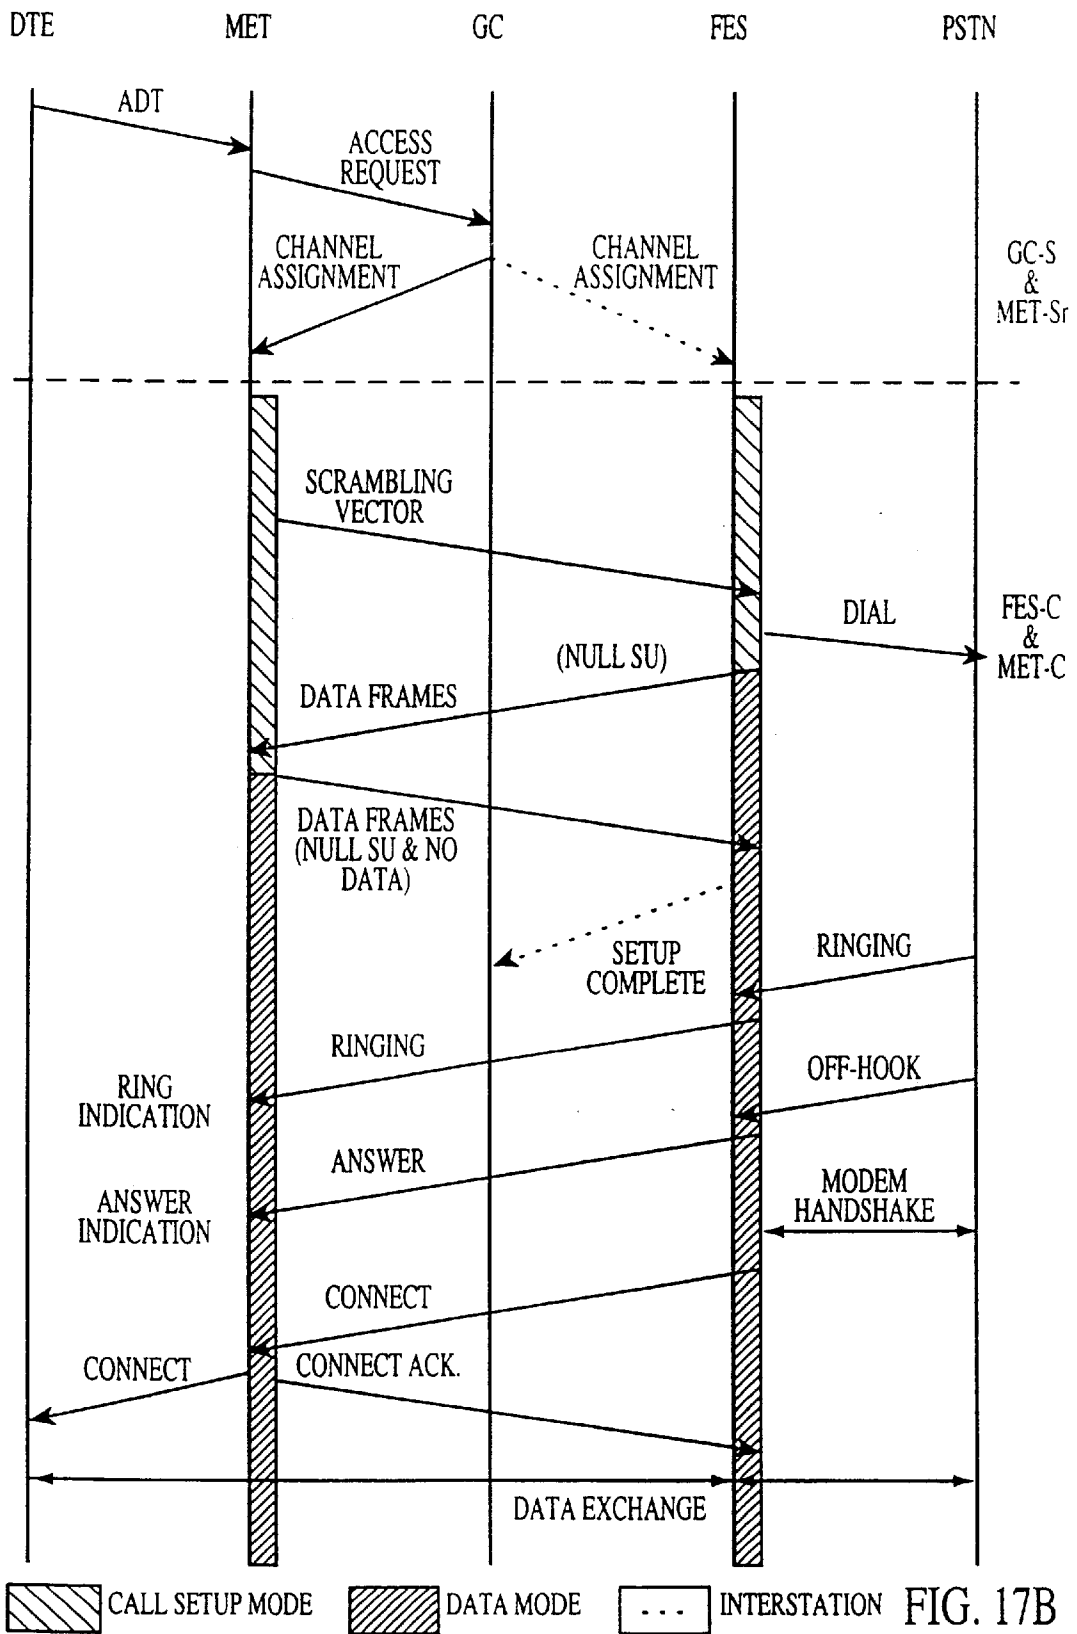 DTE
MET
GC
FES
PSTN
ADT
ACCESS
REQUEST
CHANNEL
ASSIGNMENT
CHANNEL
ASSIGNMENT
GC-S
&
MET-Sr
SCRAMBLING
VECTOR
DIAL
FES-C
&
MET-C
(NULL SU)
DATA FRAMES
DATA FRAMES
(NULL SU & NO
DATA)
SETUP
COMPLETE
RINGING
RINGING
OFF-HOOK
RING
INDICATION
ANSWER
ANSWER
INDICATION
MODEM
HANDSHAKE
CONNECT
CONNECT
CONNECT ACK.
DATA EXCHANGE
CALL SETUP MODE
DATA MODE
INTERSTATION
FIG. 17B